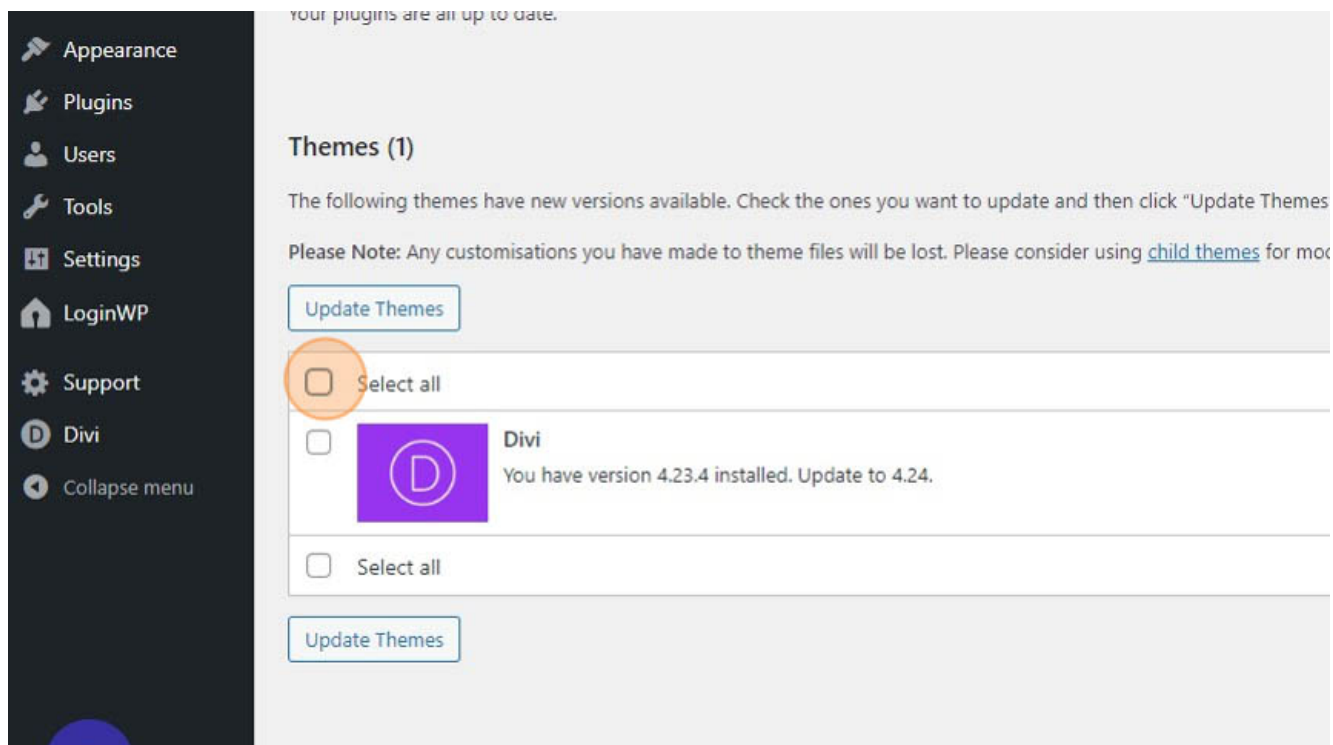 Your plugins are all up to date.
Appearance
Plugins
Users
Tools
Settings
LoginWP
Support
Divi
Collapse menu
Themes (1)
The following themes have new versions available. Check the ones you want to update and then click “Update Themes
Please Note: Any customisations you have made to theme files will be lost. Please consider using child themes for
Update Themes
Select all
D
Divi
You have version 4.23.4 installed. Update to 4.24.
Select all
Update Themes